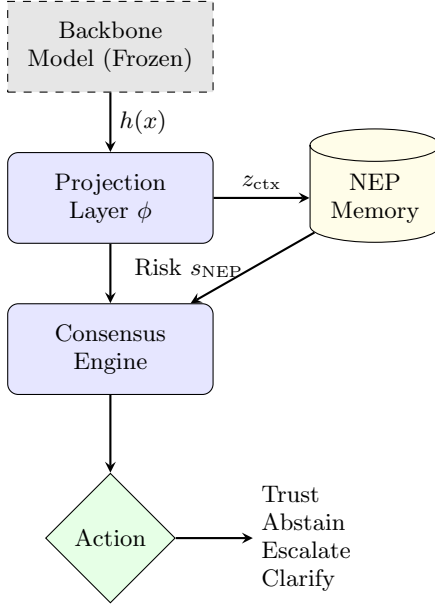 Backbone
Model (Frozen)
h(x)
Projection
Layer ϕ
z_ctx
NEP
Memory
Risk s_NEP
Consensus
Engine
Action
Trust
Abstain
Escalate
Clarify